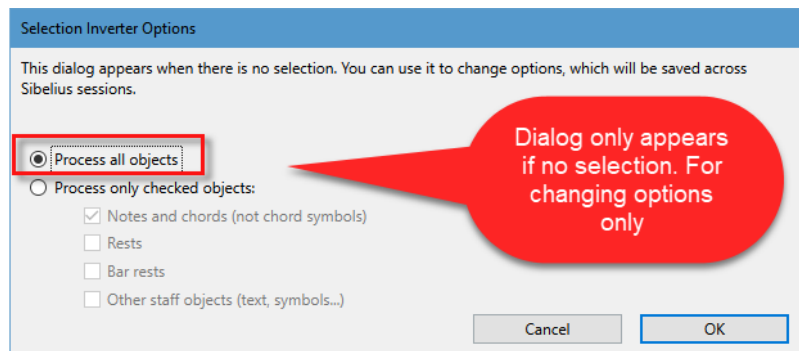 Selection Inverter Options
This dialog appears when there is no selection. You can use it to change options, which will be saved across
Sibelius sessions.
Process all objects
Process only checked objects:
Notes and chords (not chord symbols)
Rests
Bar rests
Other staff objects (text, symbols...)
Dialog only appears
if no selection. For
changing options
only
Cancel
OK